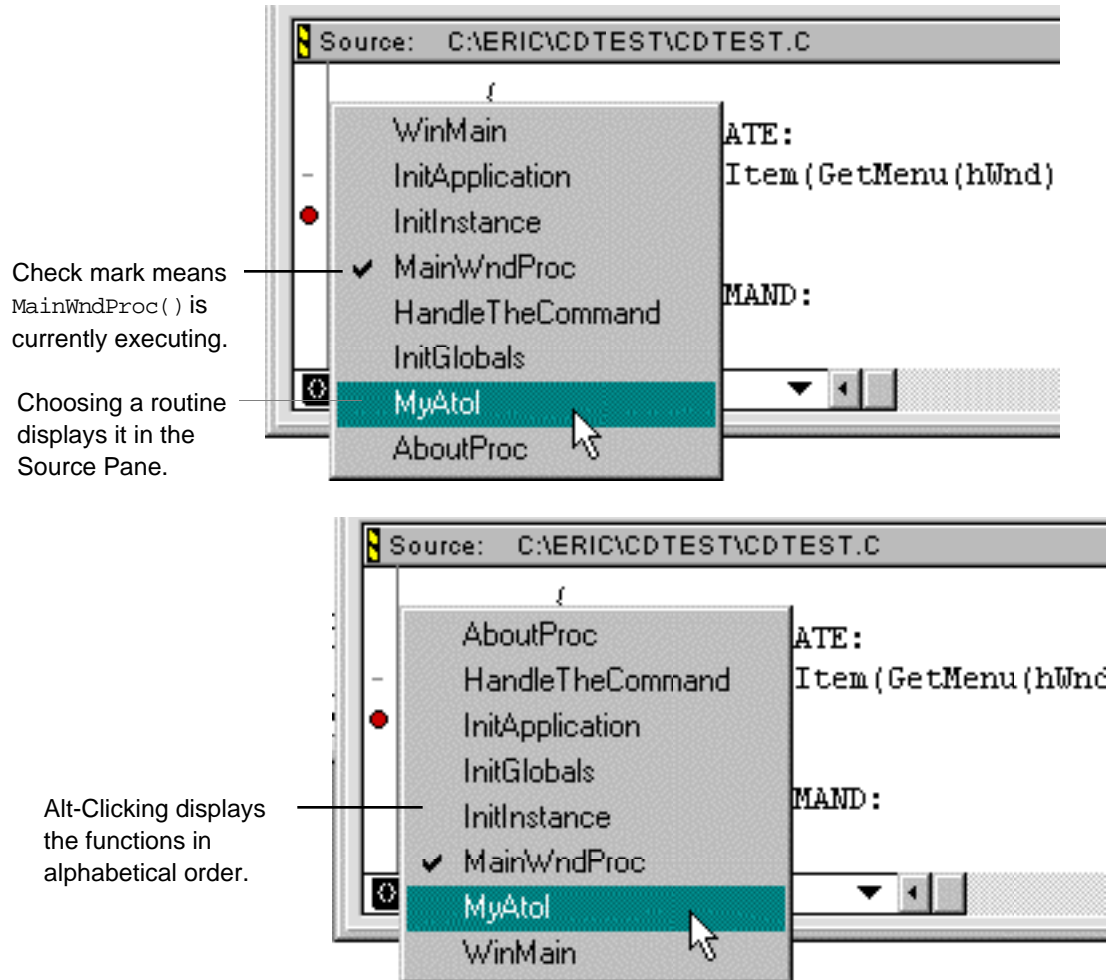 Source: C:\ERIC\CDTEST\CDTEST.C
{
WinMain
ATE:
InitApplication
Item(GetMenu(hWnd)
InitInstance
Check mark means
MainWndProc() is
currently executing.
MainWndProc
HandleTheCommand
MAND:
InitGlobals
Choosing a routine
displays it in the
Source Pane.
MyAtol
AboutProc
Source: C:\ERIC\CDTEST\CDTEST.C
{
AboutProc
ATE:
HandleTheCommand
Item(GetMenu(hWnd
InitApplication
InitGlobals
Alt-Clicking displays
the functions in
alphabetical order.
InitInstance
MAND:
MainWndProc
MyAtol
WinMain